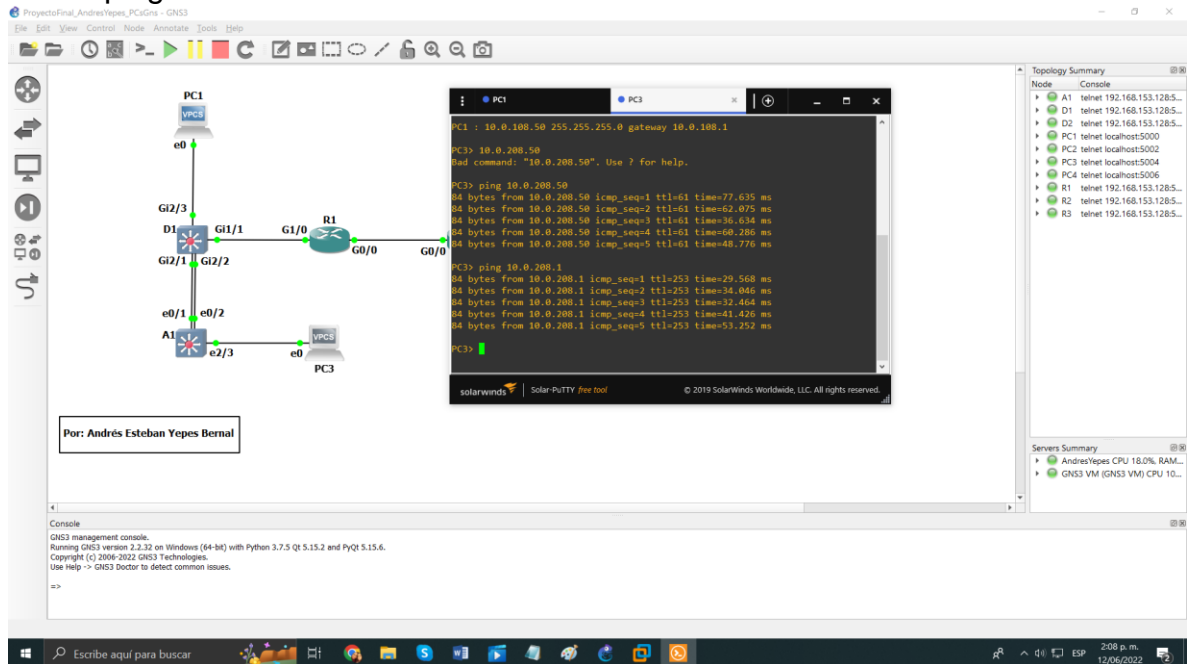 ProyectoFinal_AndresYepes_PCsGns - GNS3
File Edit View Control Node Annotate Tools Help
PC1
VPCS
e0
Gi2/3
D1
Gi1/1
G1/0
R1
G0/0
G0/0
Gi2/1
Gi2/2
e0/1
e0/2
A1
e2/3
VPCS
e0
PC3
Por: Andrés Esteban Yepes Bernal
PC1
PC3
PC1 : 10.0.108.50 255.255.255.0 gateway 10.0.108.1
PC3> 10.0.208.50
Bad command: "10.0.208.50". Use ? for help.
PC3> ping 10.0.208.50
84 bytes from 10.0.208.50 icmp_seq=1 ttl=61 time=77.635 ms
84 bytes from 10.0.208.50 icmp_seq=2 ttl=61 time=62.075 ms
84 bytes from 10.0.208.50 icmp_seq=3 ttl=61 time=36.634 ms
84 bytes from 10.0.208.50 icmp_seq=4 ttl=61 time=60.286 ms
84 bytes from 10.0.208.50 icmp_seq=5 ttl=61 time=48.776 ms
PC3> ping 10.0.208.1
84 bytes from 10.0.208.1 icmp_seq=1 ttl=253 time=29.568 ms
84 bytes from 10.0.208.1 icmp_seq=2 ttl=253 time=34.046 ms
84 bytes from 10.0.208.1 icmp_seq=3 ttl=253 time=32.464 ms
84 bytes from 10.0.208.1 icmp_seq=4 ttl=253 time=41.426 ms
84 bytes from 10.0.208.1 icmp_seq=5 ttl=253 time=53.252 ms
PC3>
solarwinds Solar-PuTTY free tool © 2019 SolarWinds Worldwide, LLC. All rights reserved.
Topology Summary
Node Console
A1 telnet 192.168.153.128:5...
D1 telnet 192.168.153.128:5...
D2 telnet 192.168.153.128:5...
PC1 telnet localhost:5000
PC2 telnet localhost:5002
PC3 telnet localhost:5004
PC4 telnet localhost:5006
R1 telnet 192.168.153.128:5...
R2 telnet 192.168.153.128:5...
R3 telnet 192.168.153.128:5...
Servers Summary
AndresYepes CPU 18.0%, RAM...
GNS3 VM (GNS3 VM) CPU 10...
Console
GNS3 management console.
Running GNS3 version 2.2.32 on Windows (64-bit) with Python 3.7.5 Qt 5.15.2 and PyQt 5.15.6.
Copyright (c) 2006-2022 GNS3 Technologies.
Use Help -> GNS3 Doctor to detect common issues.
=>
Escribe aquí para buscar
ESP
2:08 p. m.
12/06/2022